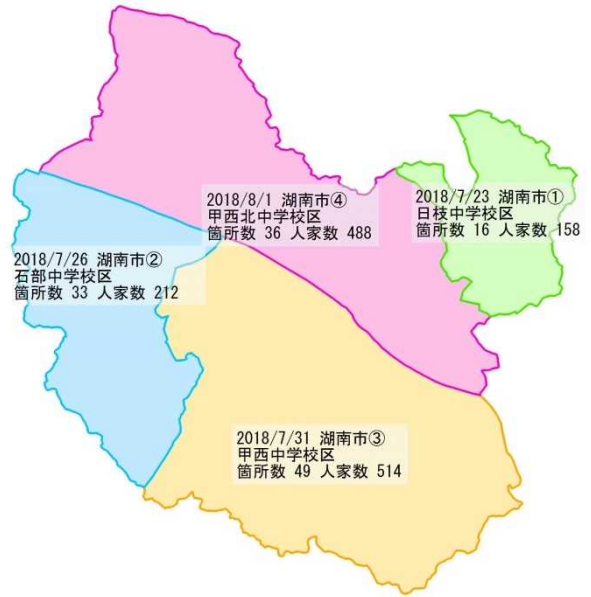 2018/8/1 湖南市④
甲西北中学校区
箇所数 36 人家数 488
2018/7/23 湖南市①
日枝中学校区
箇所数 16 人家数 158
2018/7/26 湖南市②
石部中学校区
箇所数 33 人家数 212
2018/7/31 湖南市③
甲西中学校区
箇所数 49 人家数 514